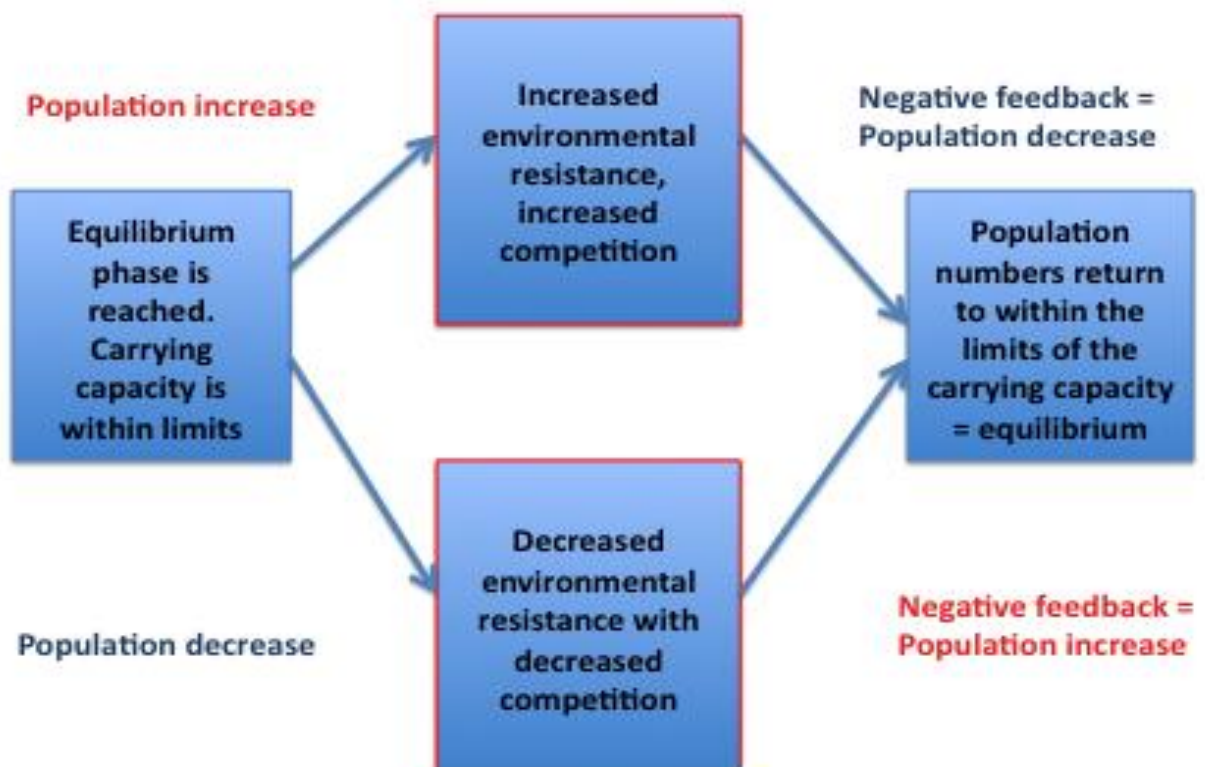 Population increase
Increased
environmental
resistance,
increased
competition
Negative feedback =
Population decrease
Equilibrium
phase is
reached.
Carrying
capacity is
within limits
Population
numbers return
to within the
limits of the
carrying capacity
= equilibrium
Population decrease
Decreased
environmental
resistance with
decreased
competition
Negative feedback =
Population increase